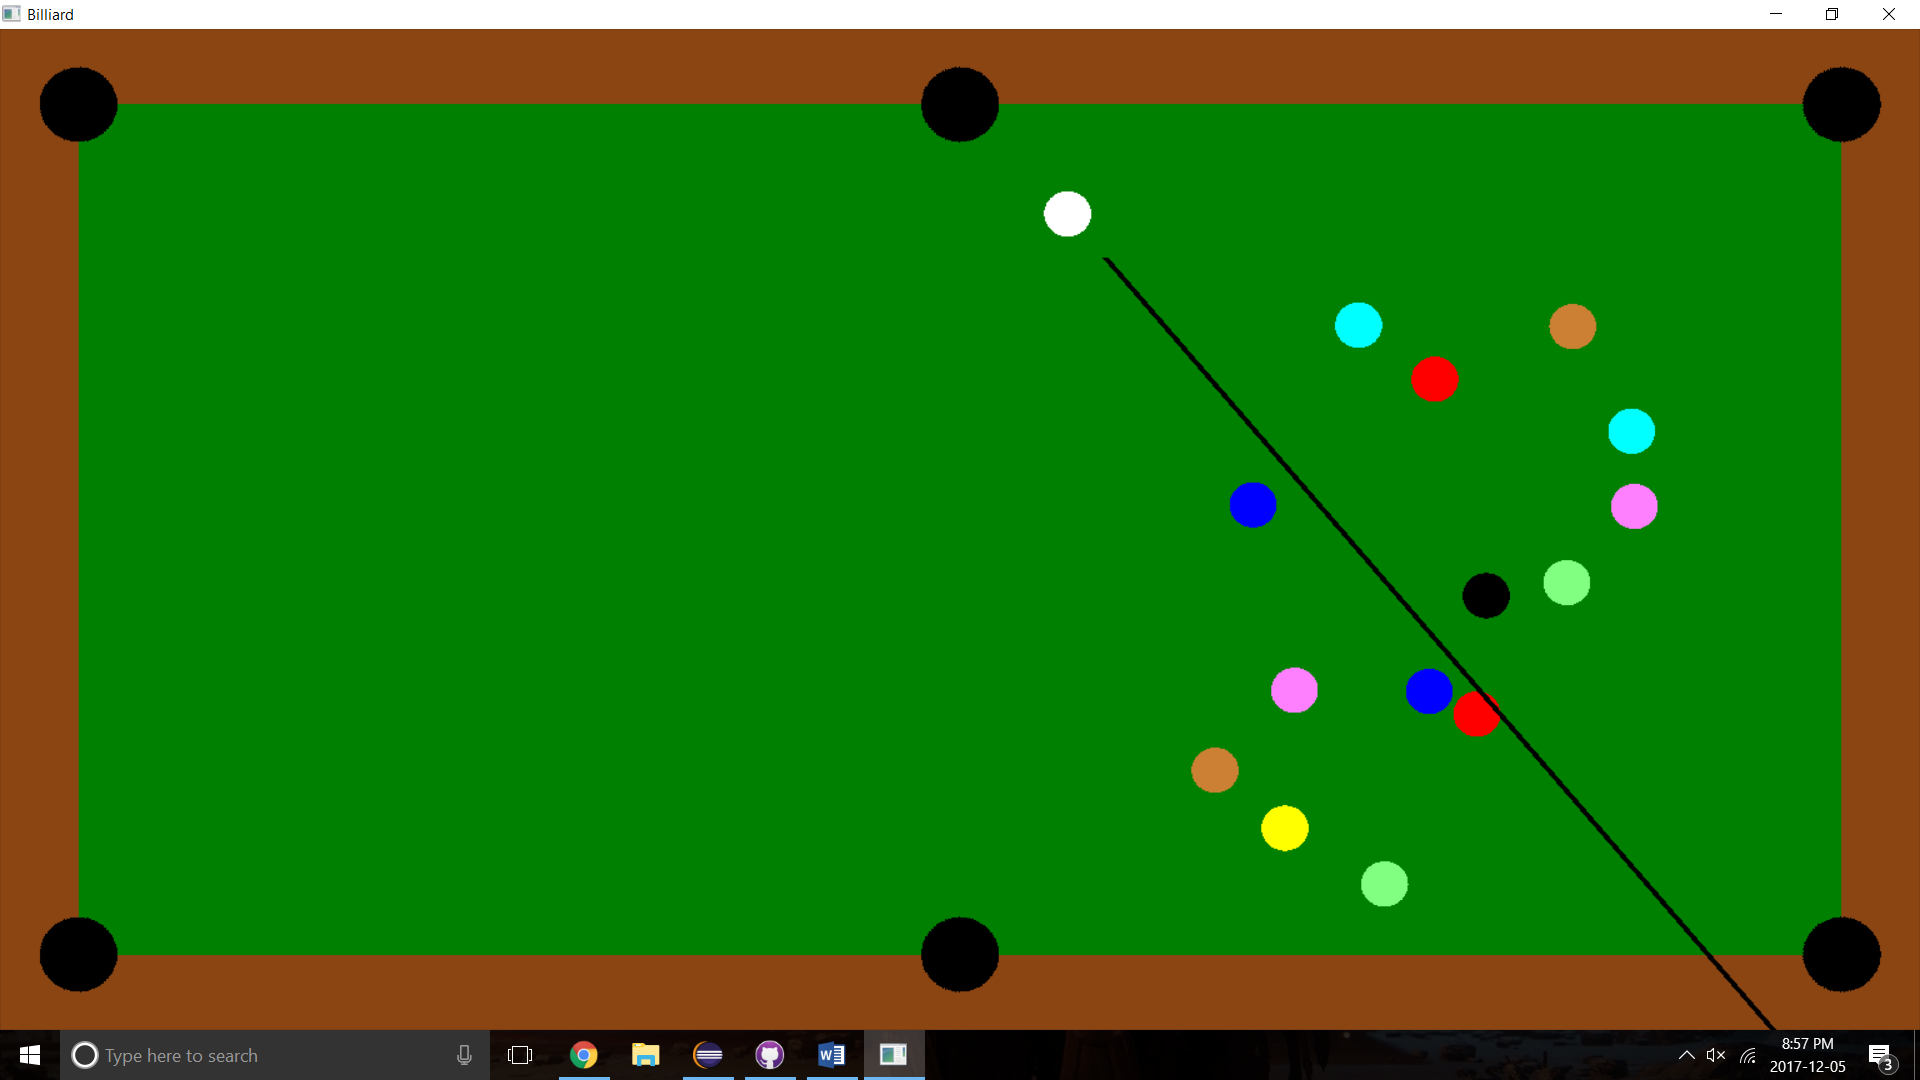 Billiard
Type here to search
8:57 PM
2017-12-05
3